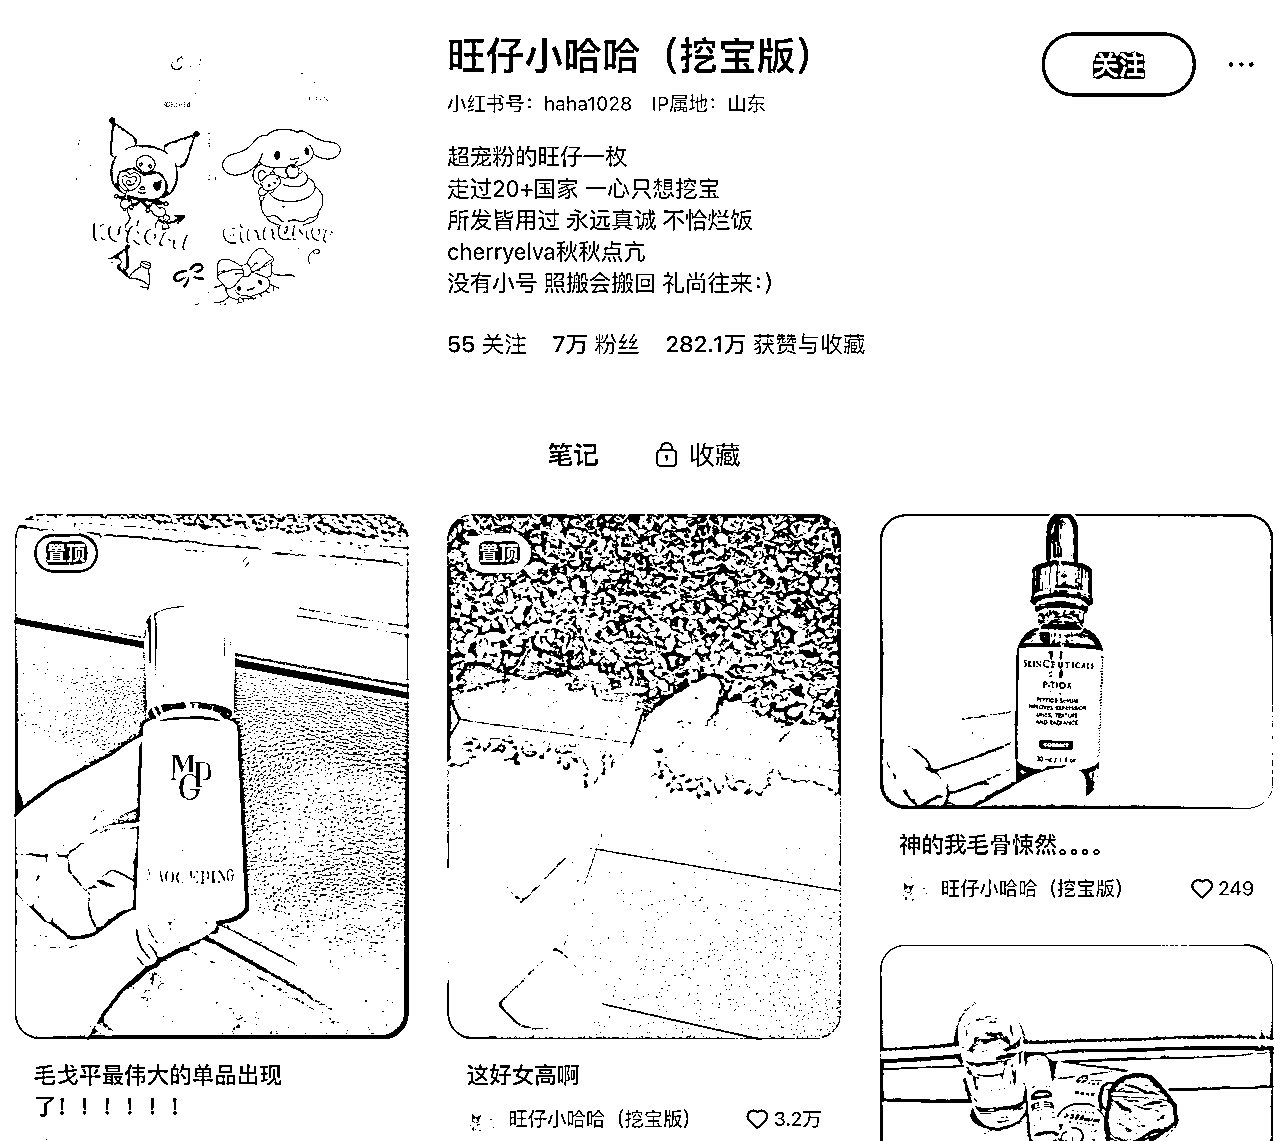 旺仔小哈哈（挖宝版）
关注
小红书号：haha1028 IP属地：山东
超宠粉的旺仔一枚
走过20+国家 一心只想挖宝
所发皆用过 永远真诚 不恰烂饭
cherryelva秋秋点亢
没有小号 照搬会搬回 礼尚往来:)
55 关注 7万 粉丝 282.1万 获赞与收藏
笔记 收藏
置顶
MGP
毛戈平最伟大的单品出现
了！！！！！！
置顶
这好女高啊
旺仔小哈哈（挖宝版） 3.2万
SKINCEUTICALS
P-TIOX
神的我毛骨悚然。。。。
旺仔小哈哈（挖宝版） 249